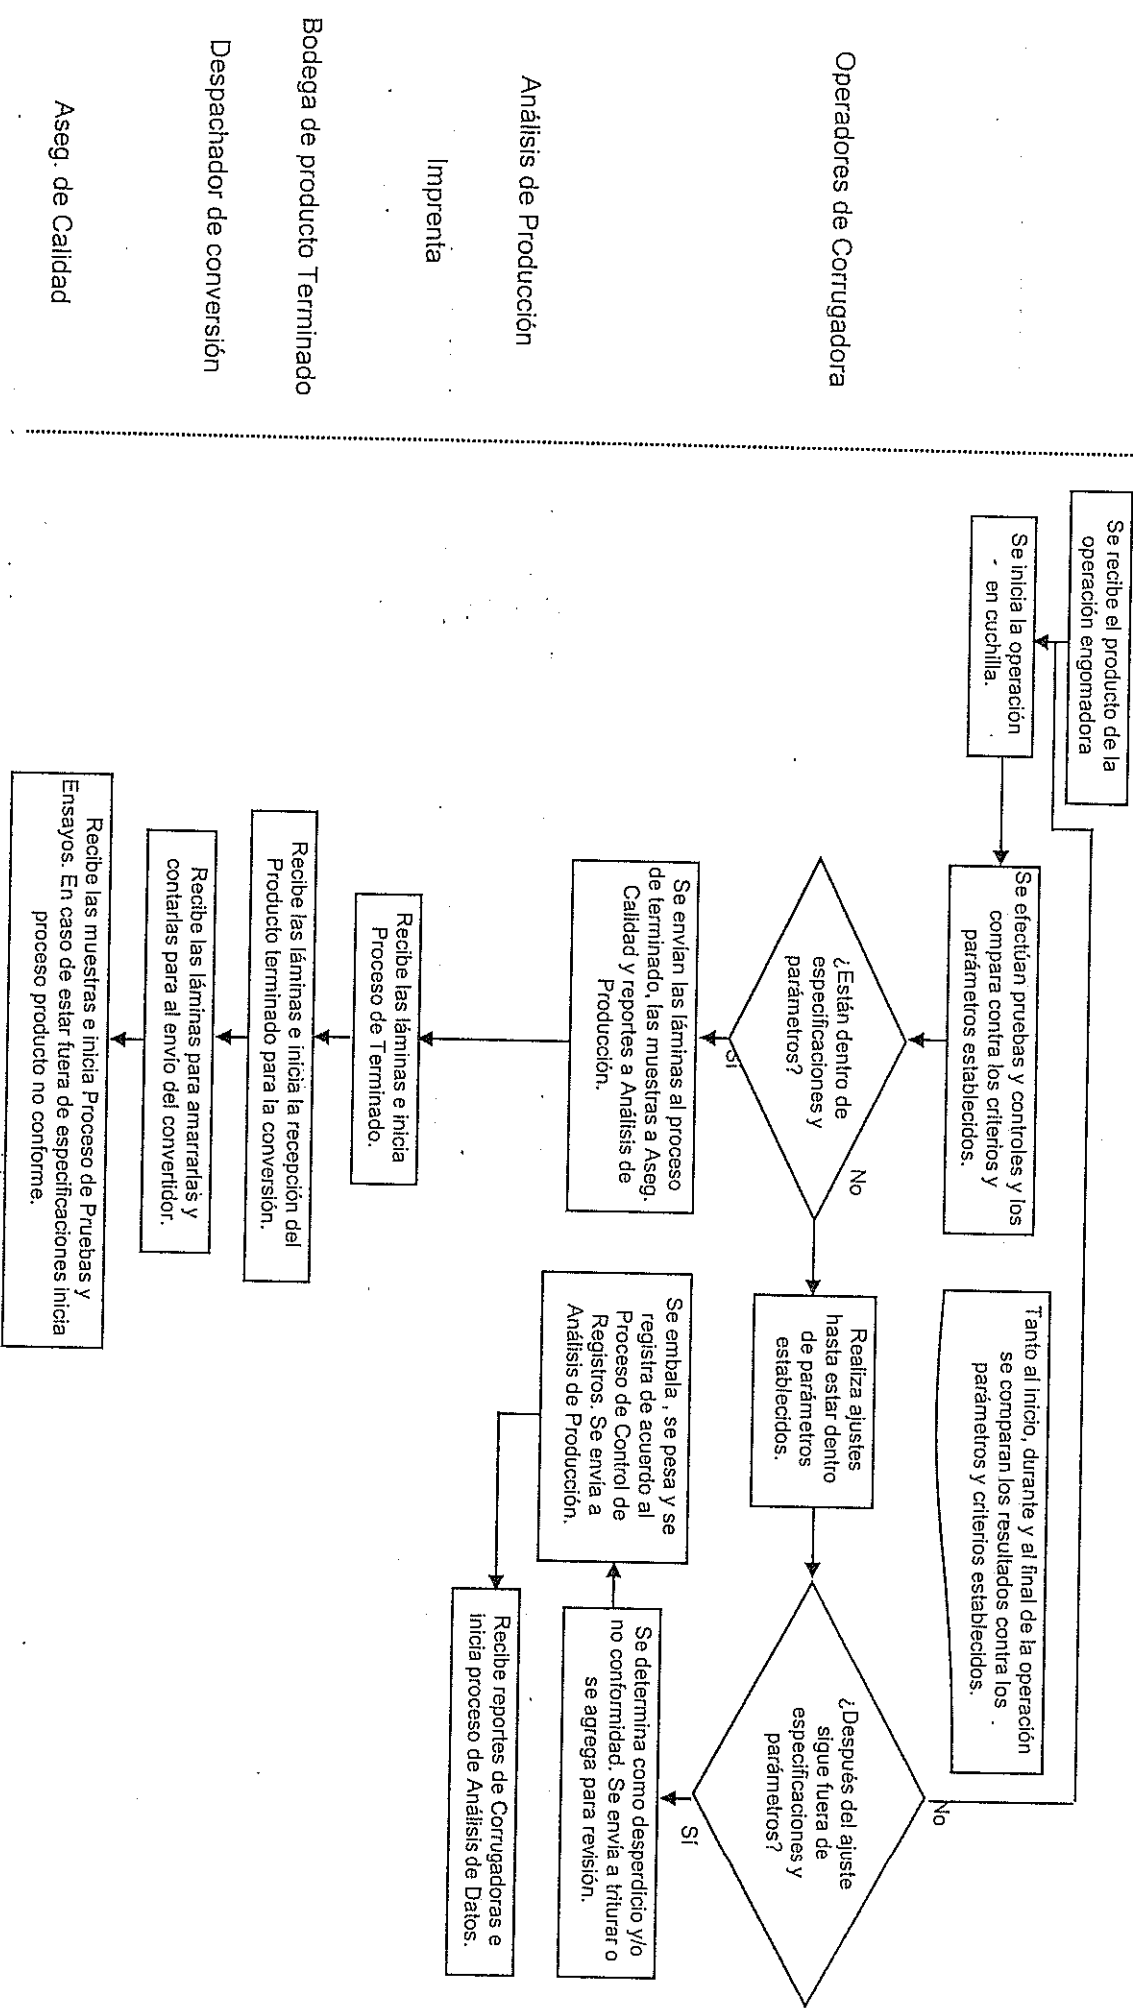 Operadores de Corrugadora
Análisis de Producción
Imprenta
Bodega de producto Terminado
Despachador de conversión
Aseg. de Calidad
Se recibe el producto de la
operación engomadora
Se inicia la operación
en cuchilla.
Se efectúan pruebas y controles y los
compara contra los criterios y
parámetros establecidos.
Tanto al inicio, durante y al final de la operación
se comparan los resultados contra los
parámetros y criterios establecidos.
¿Están dentro de
especificaciones y
parámetros?
No
Sí
Realiza ajustes
hasta estar dentro
de parámetros
establecidos.
¿Después del ajuste
sigue fuera de
especificaciones y
parámetros?
No
Sí
Se envían las láminas al proceso
de terminado, las muestras a Aseg.
Calidad y reportes a Análisis de
Producción.
Se embala , se pesa y se
registra de acuerdo al
Proceso de Control de
Registros. Se envía a
Análisis de Producción.
Se determina como desperdicio y/o
no conformidad. Se envía a triturar o
se agrega para revisión.
Recibe reportes de Corrugadoras e
inicia proceso de Análisis de Datos.
Recibe las láminas e inicia
Proceso de Terminado.
Recibe las láminas e inicia la recepción del
Producto terminado para la conversión.
Recibe las láminas para amarrarlas y
contarlas para al envío del convertidor.
Recibe las muestras e inicia Proceso de Pruebas y
Ensayos. En caso de estar fuera de especificaciones inicia
proceso producto no conforme.